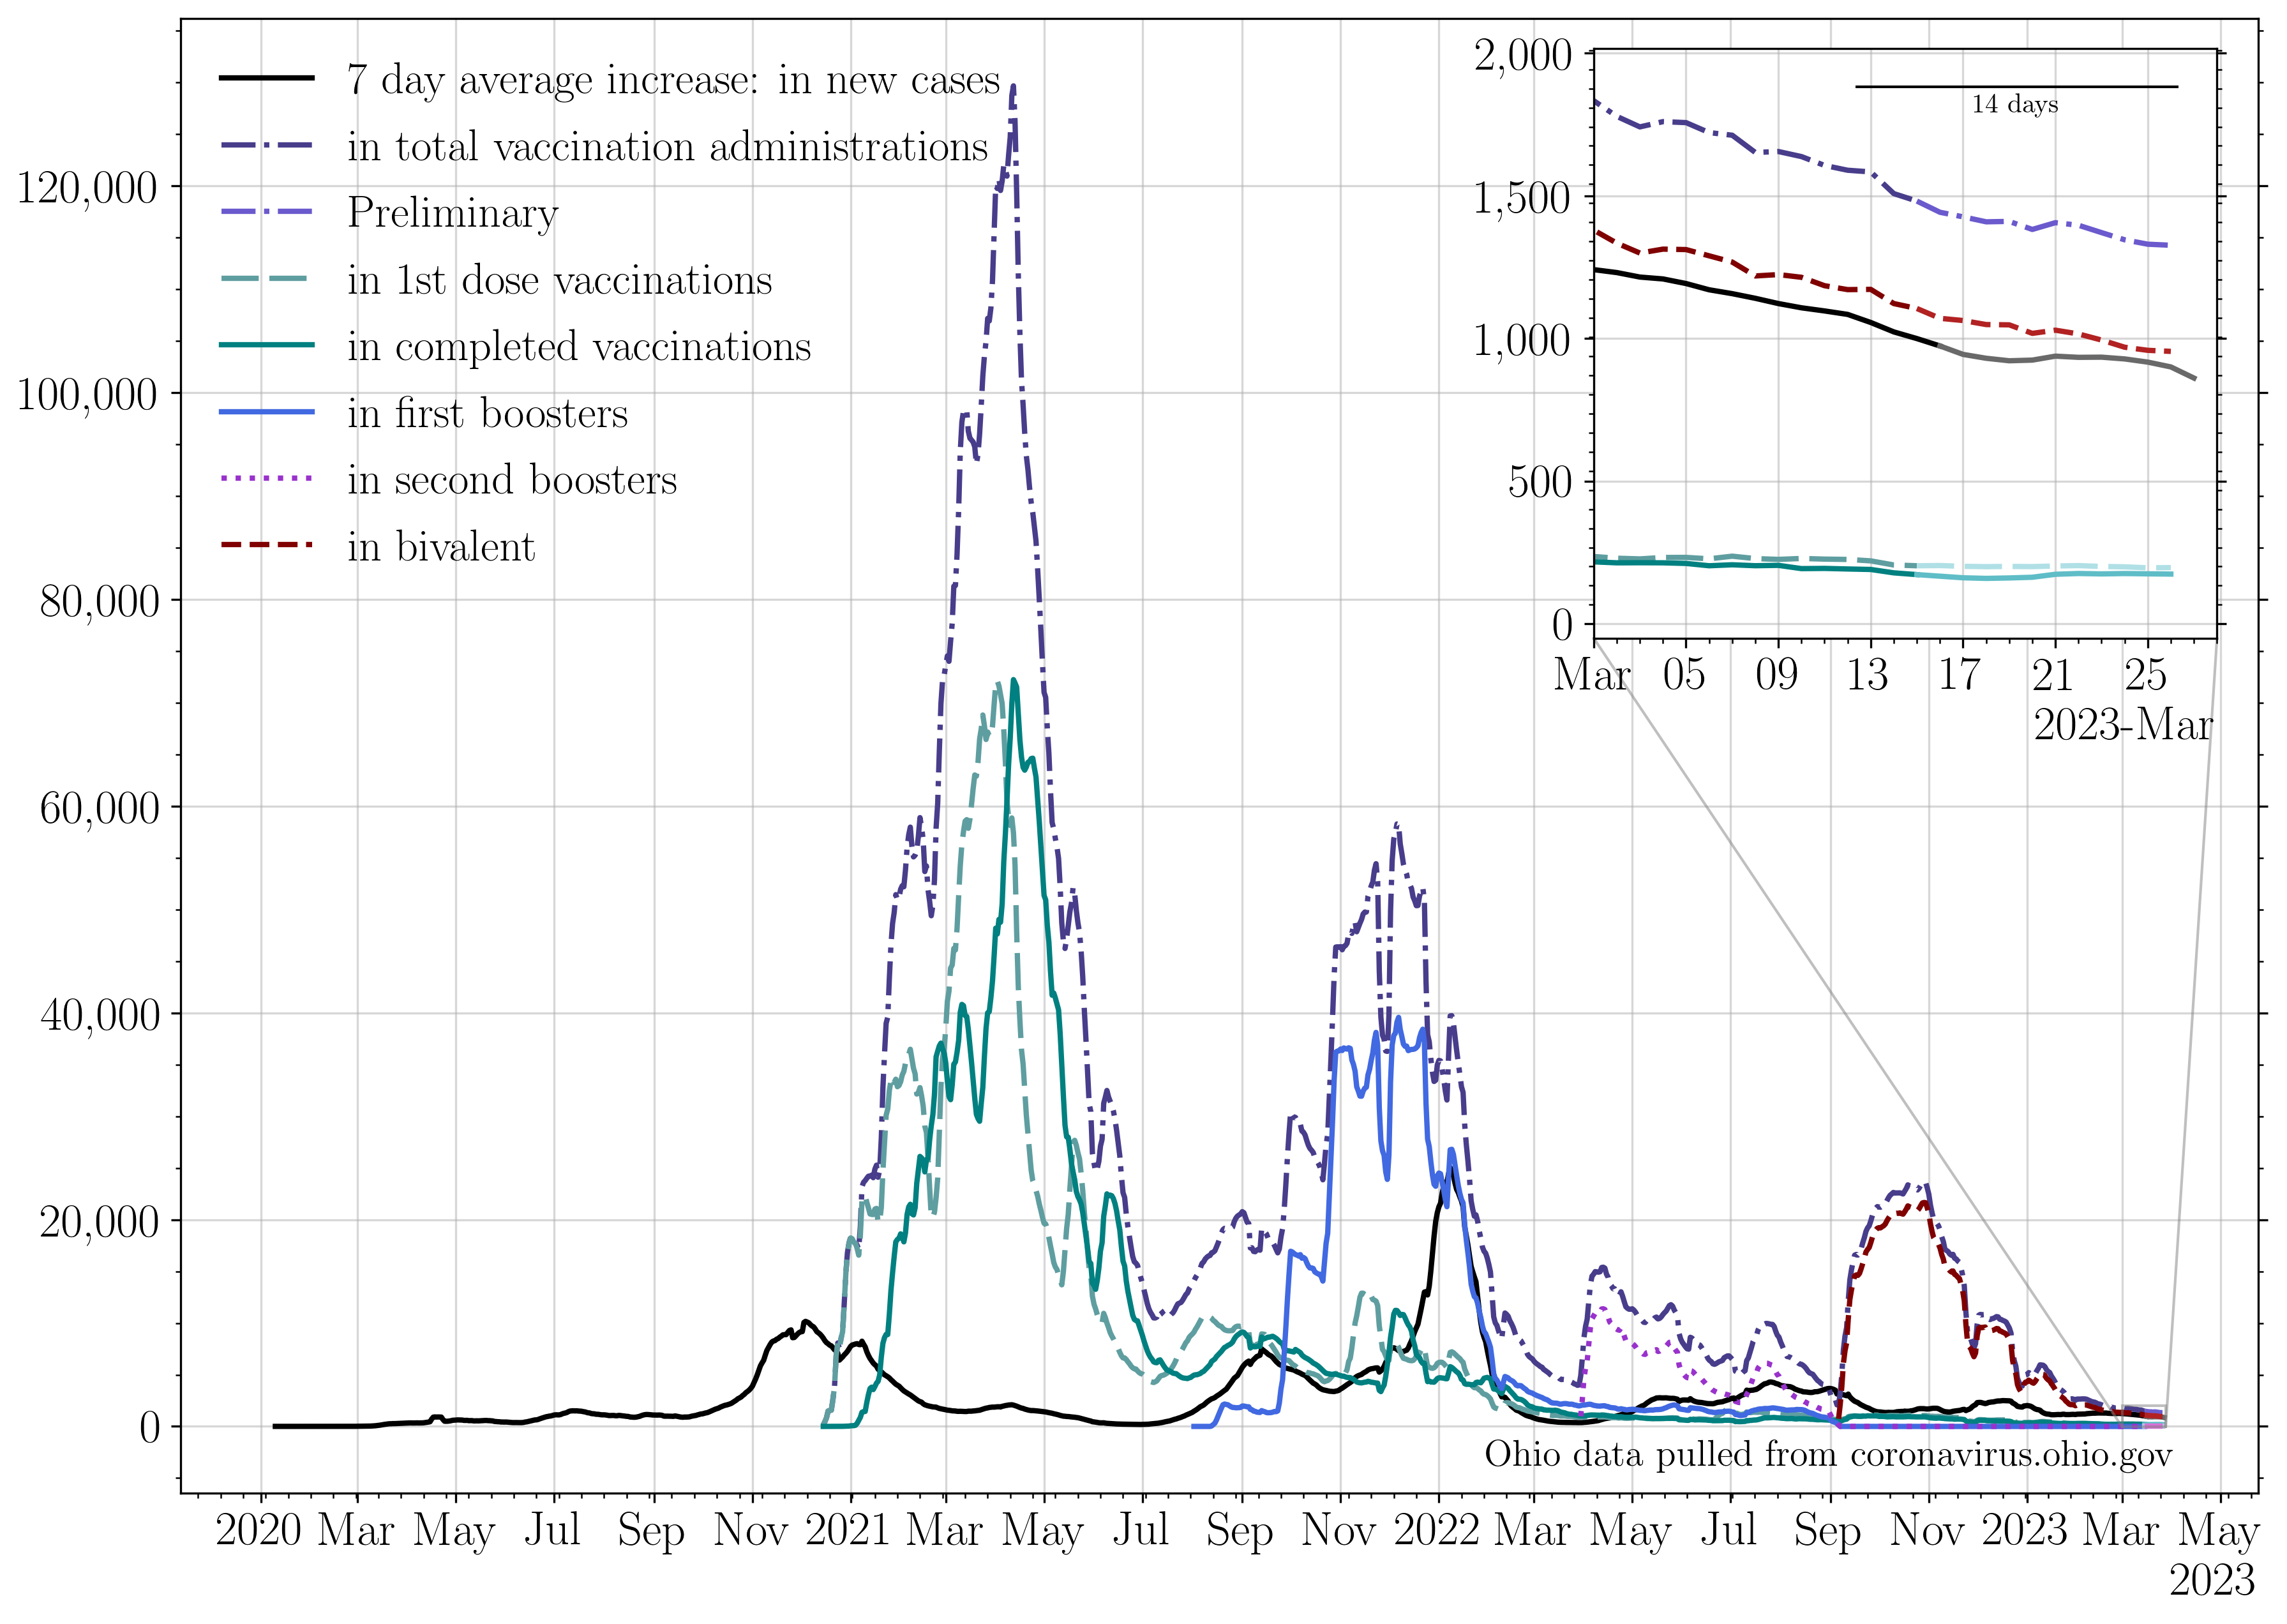 7 day average increase: in new cases
in total vaccination administrations
Preliminary
in 1st dose vaccinations
in completed vaccinations
in first boosters
in second boosters
in bivalent
120,000
100,000
80,000
60,000
40,000
20,000
0
2,000
1,500
1,000
500
0
14 days
Mar 05 09 13 17 21 25
2023-Mar
Ohio data pulled from coronavirus.ohio.gov
2020 Mar May Jul Sep Nov 2021 Mar May Jul Sep Nov 2022 Mar May Jul Sep Nov 2023 Mar May
2023